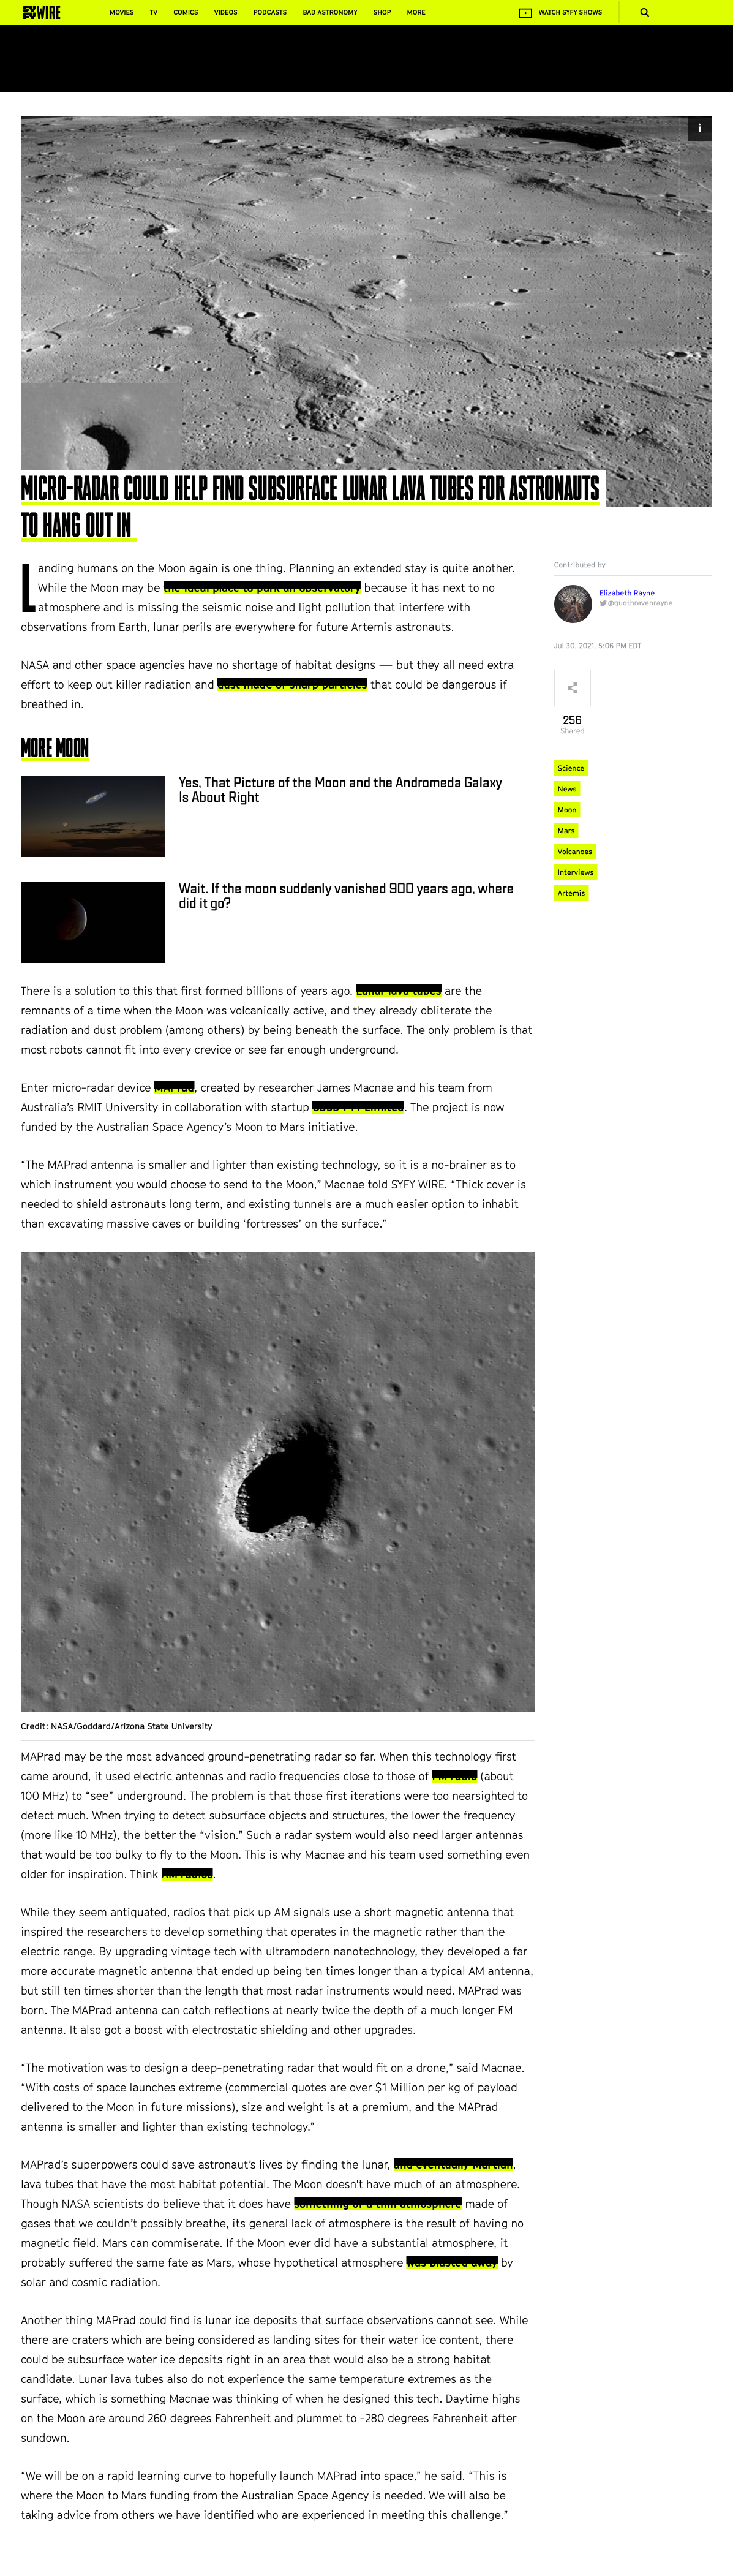 SYFY WIRE
MOVIES TV COMICS VIDEOS PODCASTS BAD ASTRONOMY SHOP MORE WATCH SYFY SHOWS
i
MICRO-RADAR COULD HELP FIND SUBSURFACE LUNAR LAVA TUBES FOR ASTRONAUTS
TO HANG OUT IN
Landing humans on the Moon again is one thing. Planning an extended stay is quite another.
While the Moon may be the ideal place to park an observatory because it has next to no
atmosphere and is missing the seismic noise and light pollution that interfere with
observations from Earth, lunar perils are everywhere for future Artemis astronauts.
NASA and other space agencies have no shortage of habitat designs — but they all need extra
effort to keep out killer radiation and dust made of sharp particles that could be dangerous if
breathed in.
MORE MOON
Yes, That Picture of the Moon and the Andromeda Galaxy
Is About Right
Wait. If the moon suddenly vanished 900 years ago, where
did it go?
There is a solution to this that first formed billions of years ago. Lunar lava tubes are the
remnants of a time when the Moon was volcanically active, and they already obliterate the
radiation and dust problem (among others) by being beneath the surface. The only problem is that
most robots cannot fit into every crevice or see far enough underground.
Enter micro-radar device MAPrad, created by researcher James Macnae and his team from
Australia's RMIT University in collaboration with startup Limited. The project is now
funded by the Australian Space Agency's Moon to Mars initiative.
“The MAPrad antenna is smaller and lighter than existing technology, so it is a no-brainer as to
which instrument you would choose to send to the Moon,” Macnae told SYFY WIRE. “Thick cover is
needed to shield astronauts long term, and existing tunnels are a much easier option to inhabit
than excavating massive caves or building ‘fortresses’ on the surface.”
Credit: NASA/Goddard/Arizona State University
MAPrad may be the most advanced ground-penetrating radar so far. When this technology first
came around, it used electric antennas and radio frequencies close to those of FM radio (about
100 MHz) to “see” underground. The problem is that those first iterations were too nearsighted to
detect much. When trying to detect subsurface objects and structures, the lower the frequency
(more like 10 MHz), the better the “vision.” Such a radar system would also need larger antennas
that would be too bulky to fly to the Moon. This is why Macnae and his team used something even
older for inspiration. Think AM radios.
While they seem antiquated, radios that pick up AM signals use a short magnetic antenna that
inspired the researchers to develop something that operates in the magnetic rather than the
electric range. By upgrading vintage tech with ultramodern nanotechnology, they developed a far
more accurate magnetic antenna that ended up being ten times longer than a typical AM antenna,
but still ten times shorter than the length that most radar instruments would need. MAPrad was
born. The MAPrad antenna can catch reflections at nearly twice the depth of a much longer FM
antenna. It also got a boost with electrostatic shielding and other upgrades.
“The motivation was to design a deep-penetrating radar that would fit on a drone,” said Macnae.
“With costs of space launches extreme (commercial quotes are over $1 Million per kg of payload
delivered to the Moon in future missions), size and weight is at a premium, and the MAPrad
antenna is smaller and lighter than existing technology.”
MAPrad's superpowers could save astronaut's lives by finding the lunar, and eventually Martian,
lava tubes that have the most habitat potential. The Moon doesn't have much of an atmosphere.
Though NASA scientists do believe that it does have something of a thin atmosphere made of
gases that we couldn't possibly breathe, its general lack of atmosphere is the result of having no
magnetic field. Mars can commiserate. If the Moon ever did have a substantial atmosphere, it
probably suffered the same fate as Mars, whose hypothetical atmosphere was blasted away by
solar and cosmic radiation.
Another thing MAPrad could find is lunar ice deposits that surface observations cannot see. While
there are craters which are being considered as landing sites for their water ice content, there
could be subsurface water ice deposits right in an area that would also be a strong habitat
candidate. Lunar lava tubes also do not experience the same temperature extremes as the
surface, which is something Macnae was thinking of when he designed this tech. Daytime highs
on the Moon are around 260 degrees Fahrenheit and plummet to -280 degrees Fahrenheit after
sundown.
“We will be on a rapid learning curve to hopefully launch MAPrad into space,” he said. “This is
where the Moon to Mars funding from the Australian Space Agency is needed. We will also be
taking advice from others we have identified who are experienced in meeting this challenge.”
Contributed by
Elizabeth Rayne
@quothravenrayne
Jul 30, 2021, 5:06 PM EDT
256
Shared
Science
News
Moon
Mars
Volcanoes
Interviews
Artemis